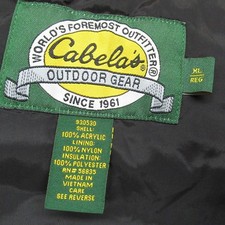 WORLD'S FOREMOST OUTFITTER®
Cabela's
OUTDOOR GEAR®
SINCE 1961
XL
REG
930530
SHELL:
100% ACRYLIC
LINING:
100% NYLON
INSULATION:
100% POLYESTER
RN# 56835
MADE IN
VIETNAM
CARE
SEE REVERSE